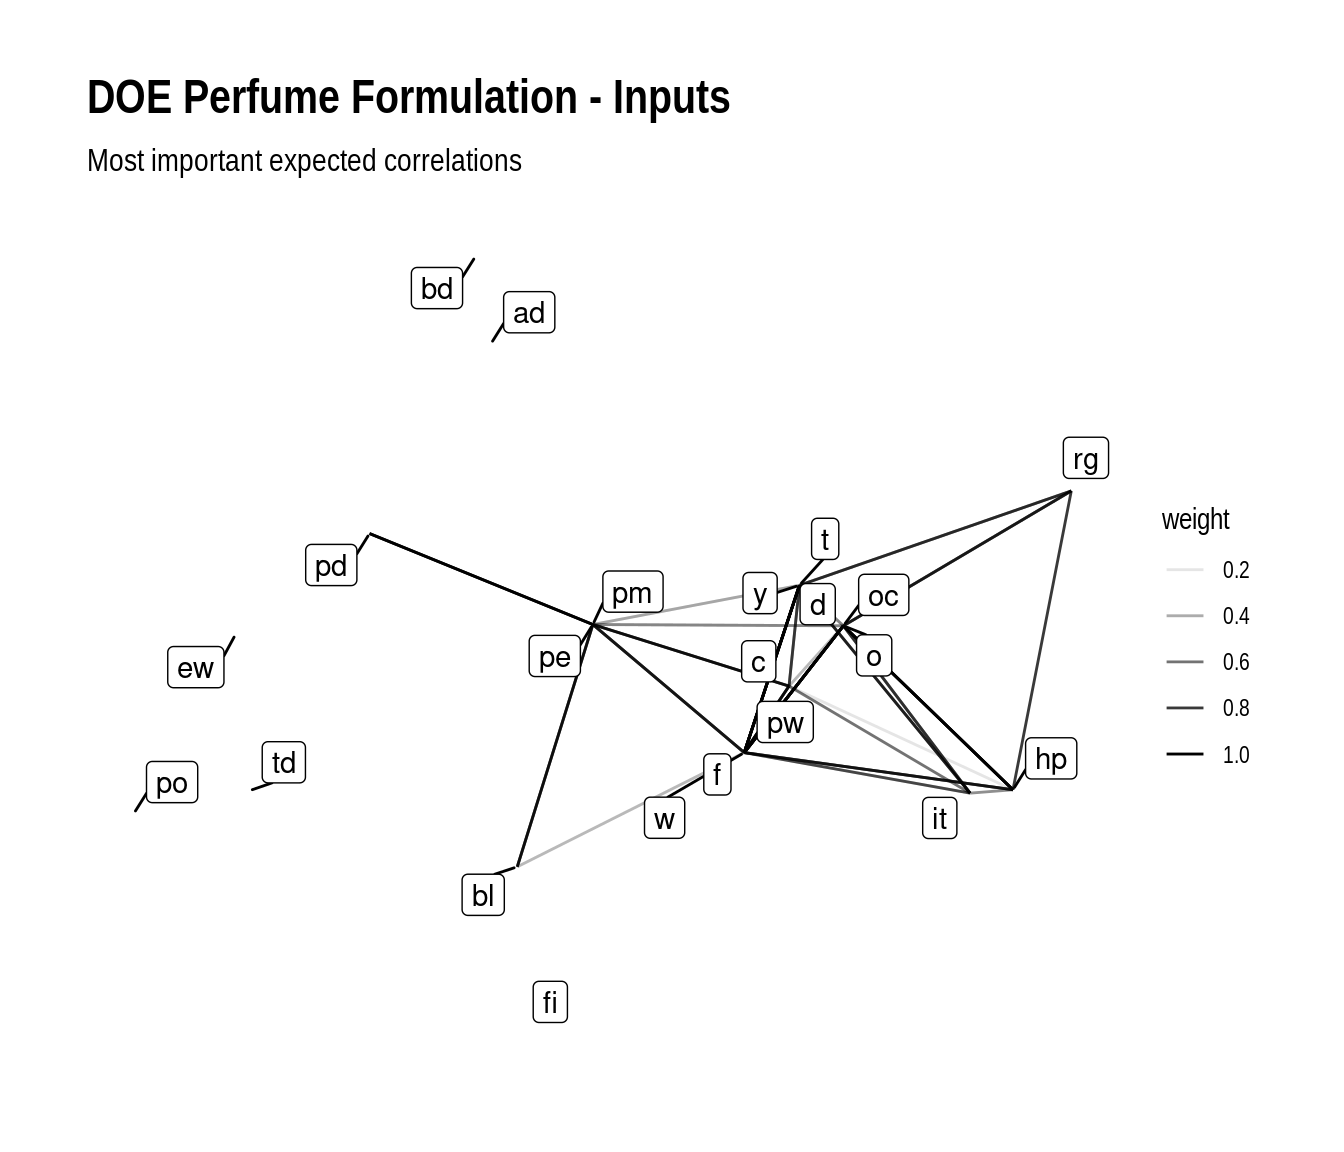 DOE Perfume Formulation - Inputs
Most important expected correlations
bd
ad
rg
t
pd
pm
y
d
oc
pe
c
o
ew
pw
td
po
f
hp
w
it
bl
fi
weight
0.2
0.4
0.6
0.8
1.0